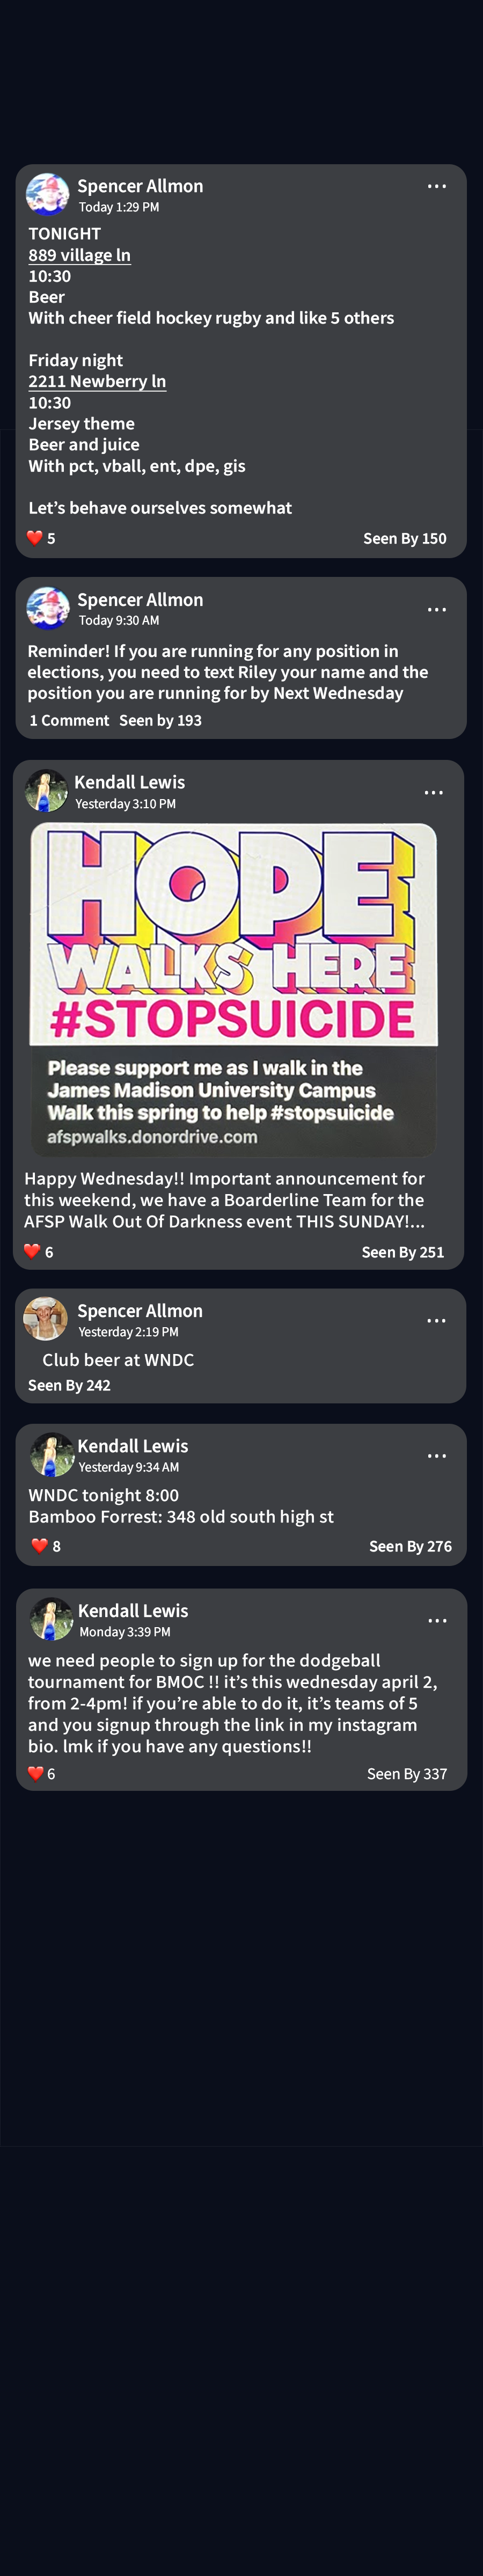 Spencer Allmon
Today 1:29 PM
TONIGHT
889 village ln
10:30
Beer
With cheer field hockey rugby and like 5 others
Friday night
2211 Newberry ln
10:30
Jersey theme
Beer and juice
With pct, vball, ent, dpe, gis
Let’s behave ourselves somewhat
❤️ 5 Seen By 150
Spencer Allmon
Today 9:30 AM
Reminder! If you are running for any position in
elections, you need to text Riley your name and the
position you are running for by Next Wednesday
1 Comment Seen by 193
Kendall Lewis
Yesterday 3:10 PM
HOPE
WALKS HERE
#STOPSUICIDE
Please support me as I walk in the
James Madison University Campus
Walk this spring to help #stopsuicide
afspwalks.donordrive.com
Happy Wednesday!! Important announcement for
this weekend, we have a Boarderline Team for the
AFSP Walk Out Of Darkness event THIS SUNDAY!...
❤️ 6 Seen By 251
Spencer Allmon
Yesterday 2:19 PM
Club beer at WNDC
Seen By 242
Kendall Lewis
Yesterday 9:34 AM
WNDC tonight 8:00
Bamboo Forrest: 348 old south high st
❤️ 8 Seen By 276
Kendall Lewis
Monday 3:39 PM
we need people to sign up for the dodgeball
tournament for BMOC !! it’s this wednesday april 2,
from 2-4pm! if you’re able to do it, it’s teams of 5
and you signup through the link in my instagram
bio. lmk if you have any questions!!
❤️ 6 Seen By 337